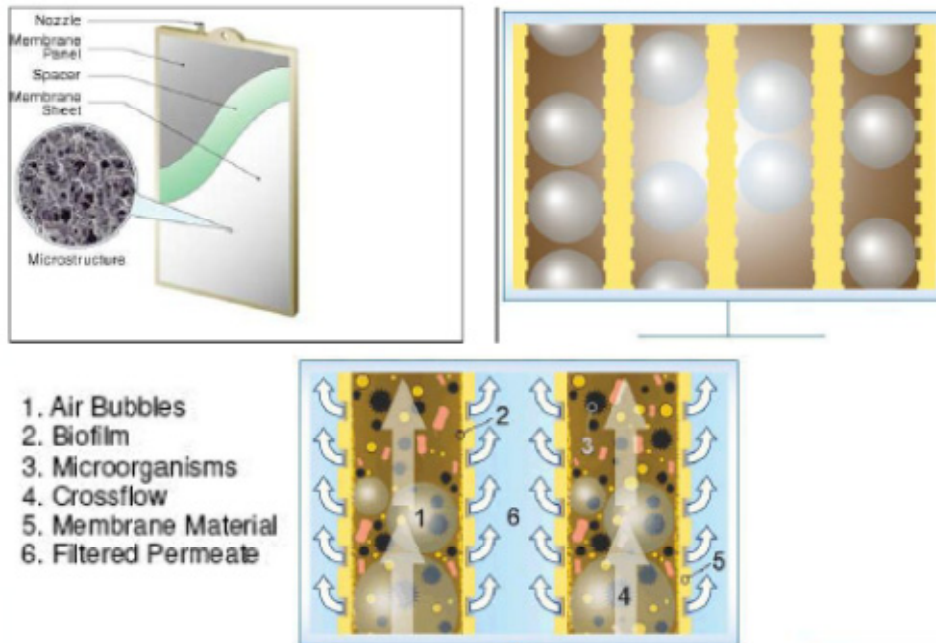 Nozzle
Membrane
Panel
Spacer
Membrane
Sheet
Microstructure
1. Air Bubbles
2. Biofilm
3. Microorganisms
4. Crossflow
5. Membrane Material
6. Filtered Permeate
2
3
1
6
5
4